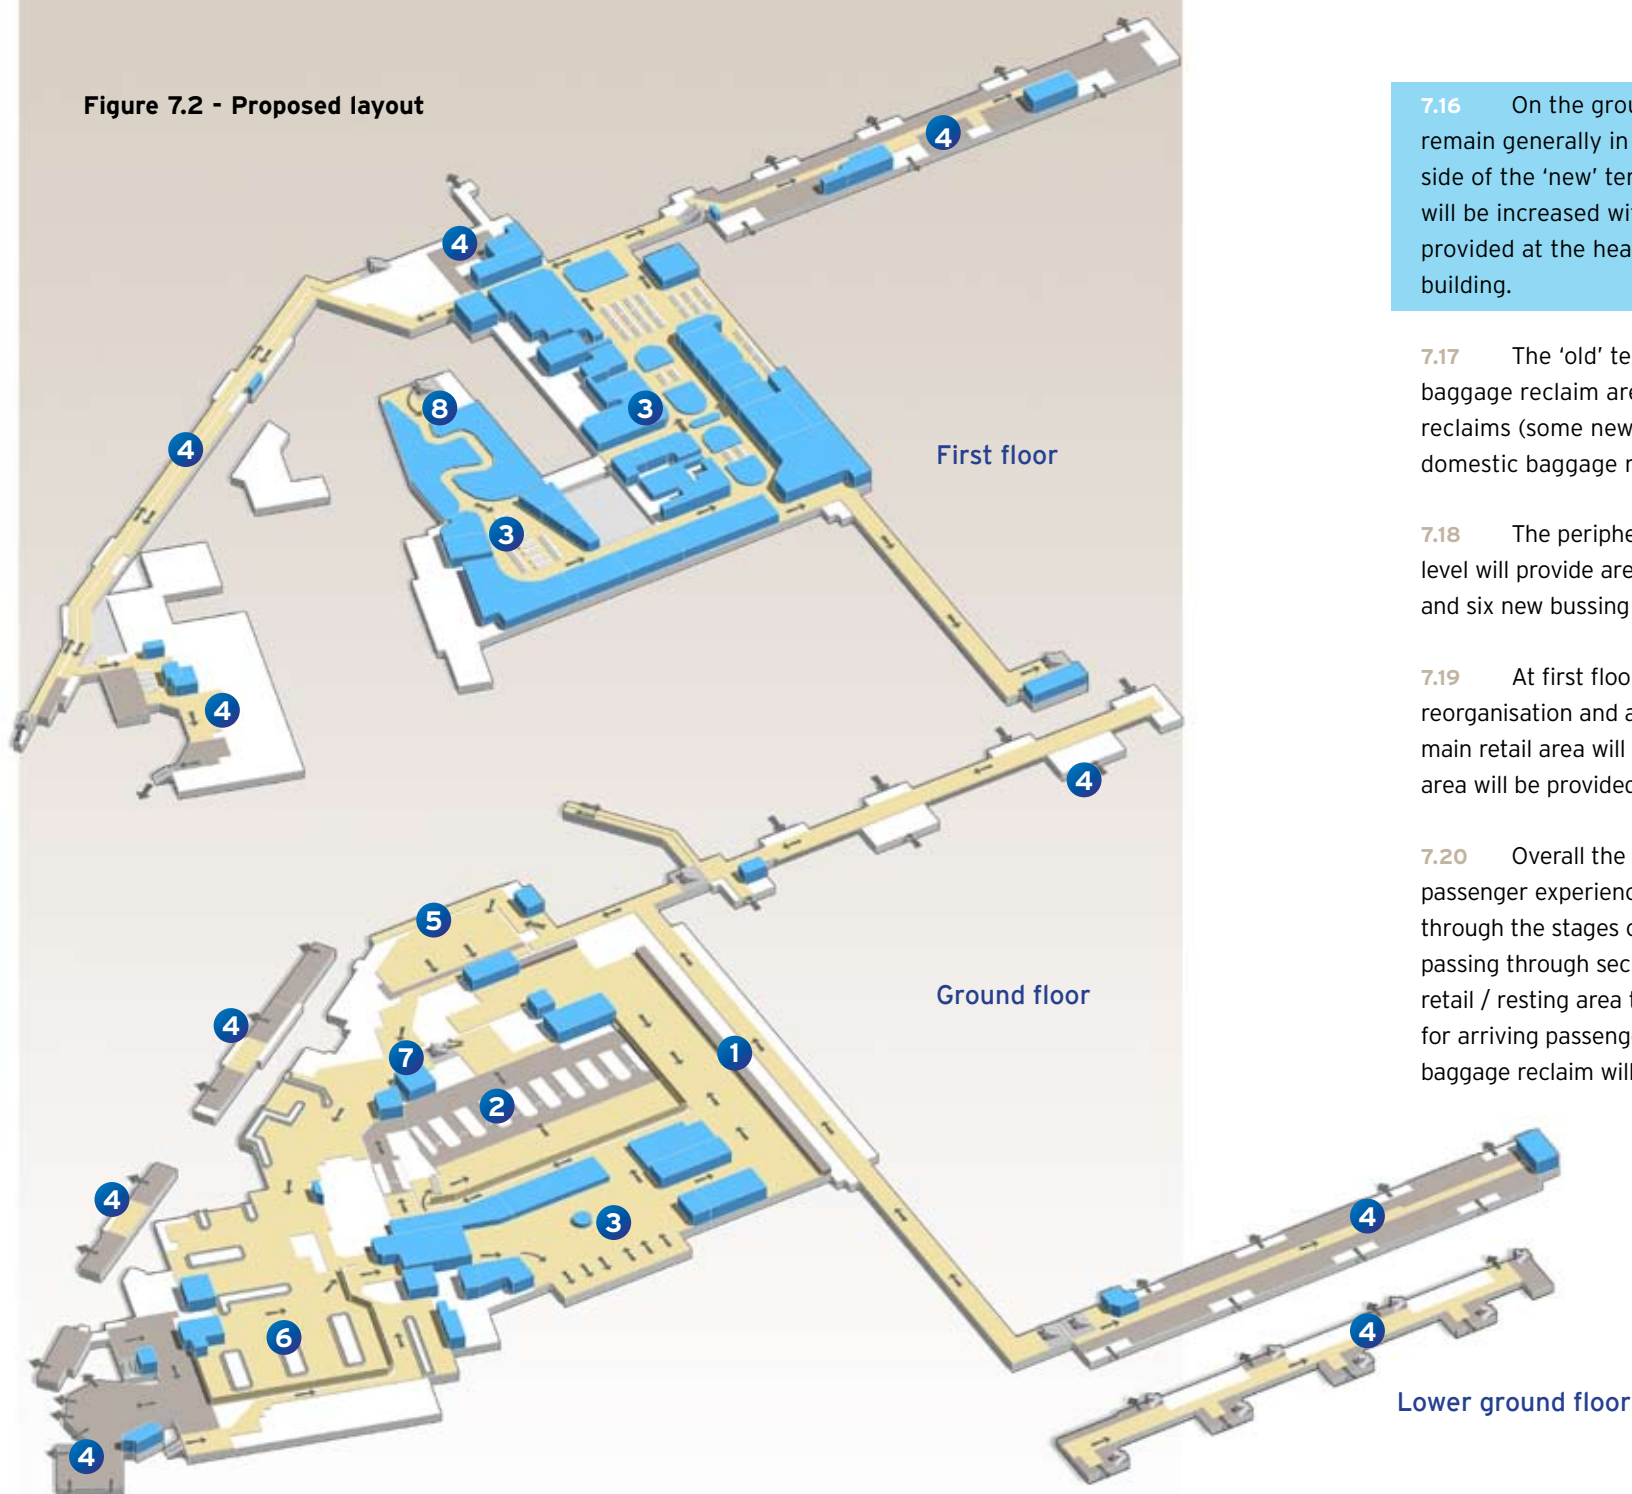 Figure 7.2 - Proposed layout
4
4
8
3
4
3
First floor
4
4
5
4
Ground floor
7
1
2
4
3
4
6
4
4
4
Lower ground floor
7.16 On the grou
remain generally in
side of the ‘new’ ter
will be increased wi
provided at the hea
building.
7.17 The ‘old’ te
baggage reclaim are
reclaims (some new
domestic baggage r
7.18 The periphe
level will provide are
and six new bussing
7.19 At first floo
reorganisation and a
main retail area will
area will be provided
7.20 Overall the
passenger experienc
through the stages o
passing through sec
retail / resting area t
for arriving passeng
baggage reclaim will